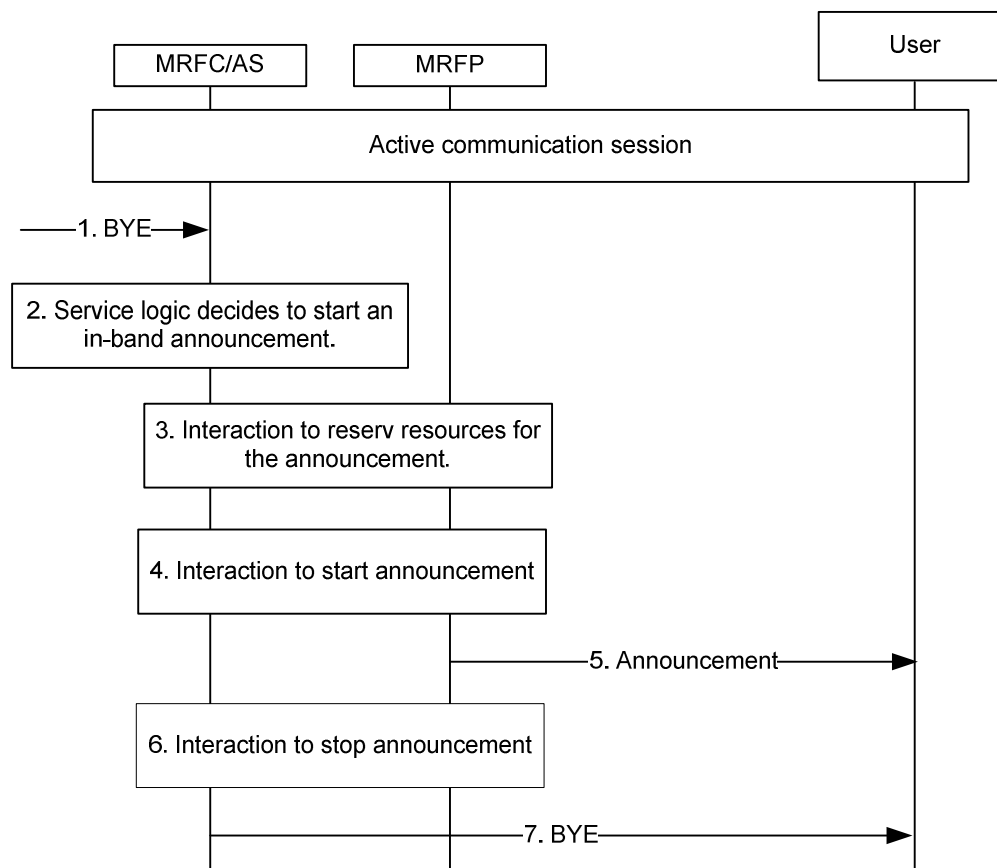 MRFC/AS
MRFP
User
Active communication session
1. BYE
2. Service logic decides to start an
in-band announcement.
3. Interaction to reserv resources for
the announcement.
4. Interaction to start announcement
5. Announcement
6. Interaction to stop announcement
7. BYE